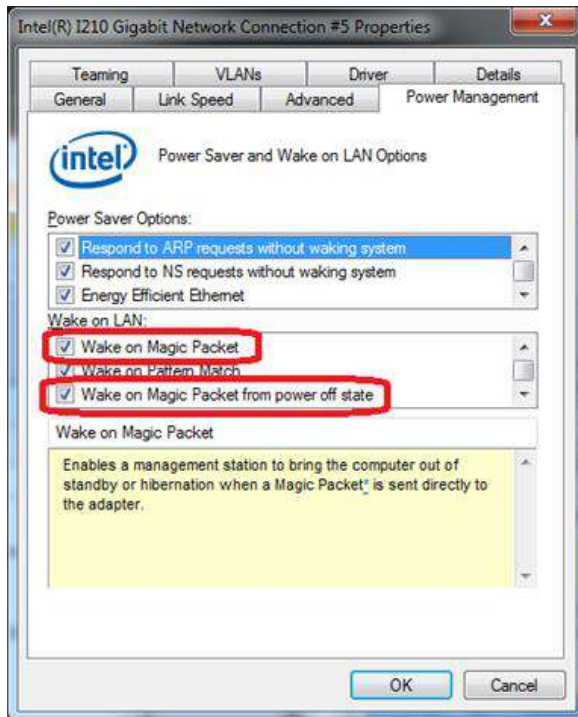 Intel(R) I210 Gigabit Network Connection #5 Properties
Teaming VLANs Driver Details
General Link Speed Advanced Power Management
intel
Power Saver and Wake on LAN Options
Power Saver Options:
Respond to ARP requests without waking system
Respond to NS requests without waking system
Energy Efficient Ethernet
Wake on LAN:
Wake on Magic Packet
Wake on Pattern Match
Wake on Magic Packet from power off state
Wake on Magic Packet
Enables a management station to bring the computer out of
standby or hibernation when a Magic Packet* is sent directly to
the adapter.
OK Cancel